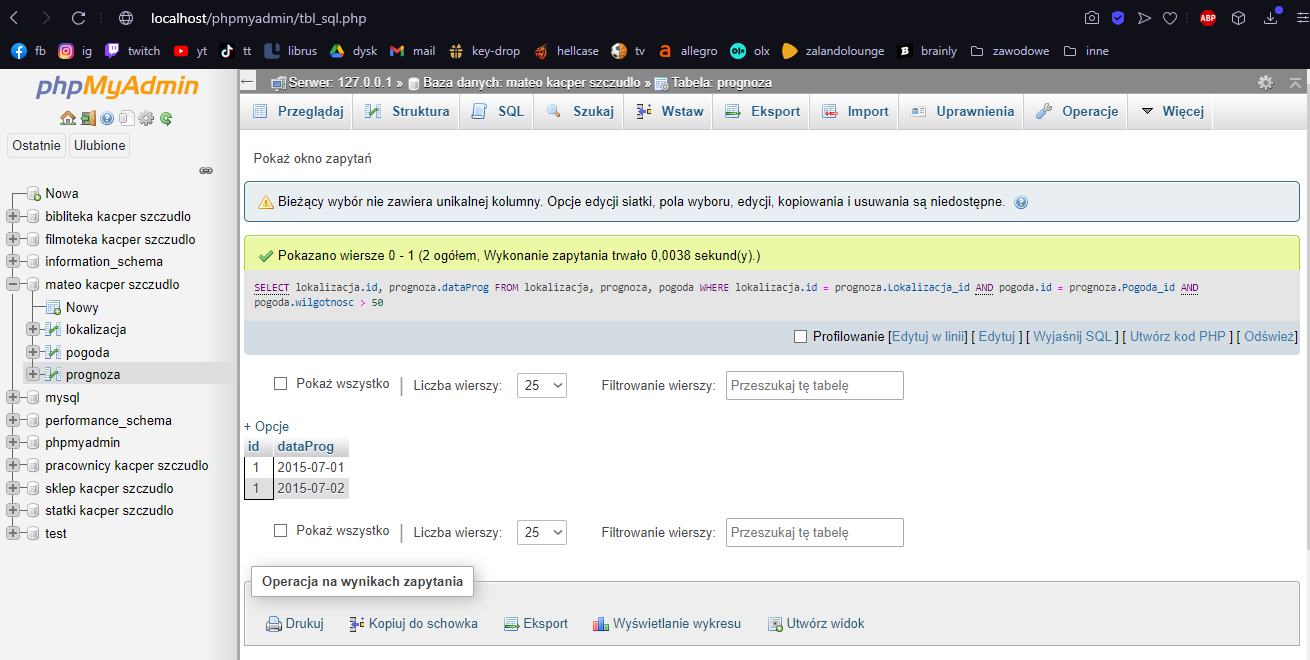 localhost/phpmyadmin/tbl_sql.php
ABP
fb ig twitch yt tt librus dysk mail key-drop hellcase tv allegro olx zalandolounge brainly zawodowe inne
phpMyAdmin
Ostatnie Ulubione
Nowa
bibliteka kacper szczudlo
filmoteka kacper szczudlo
information_schema
mateo kacper szczudlo
Nowy
lokalizacja
pogoda
prognoza
mysql
performance_schema
phpmyadmin
pracownicy kacper szczudlo
sklep kacper szczudlo
statki kacper szczudlo
test
Serwer: 127.0.0.1 » Baza danych: mateo kacper szczudlo » Tabela: prognoza
Przeglądaj Struktura SQL Szukaj Wstaw Eksport Import Uprawnienia Operacje Więcej
Pokaż okno zapytań
Bieżący wybór nie zawiera unikalnej kolumny. Opcje edycji siatki, pola wyboru, edycji, kopiowania i usuwania są niedostępne.
Pokazano wiersze 0 - 1 (2 ogółem, Wykonanie zapytania trwało 0,0038 sekund(y).)
SELECT lokalizacja.id, prognoza.dataProg FROM lokalizacja, prognoza, pogoda WHERE lokalizacja.id = prognoza.Lokalizacja_id AND pogoda.id = prognoza.Pogoda_id AND
pogoda.wilgotnosc > 50
Profilowanie [Edytuj w linii] [ Edytuj ] [ Wyjaśnij SQL ] [ Utwórz kod PHP ] [ Odśwież]
Pokaż wszystko | Liczba wierszy: 25 Filtrowanie wierszy: Przeszukaj tę tabelę
+ Opcje
id dataProg
1 2015-07-01
1 2015-07-02
Pokaż wszystko | Liczba wierszy: 25 Filtrowanie wierszy: Przeszukaj tę tabelę
Operacja na wynikach zapytania
Drukuj Kopiuj do schowka Eksport Wyświetlanie wykresu Utwórz widok